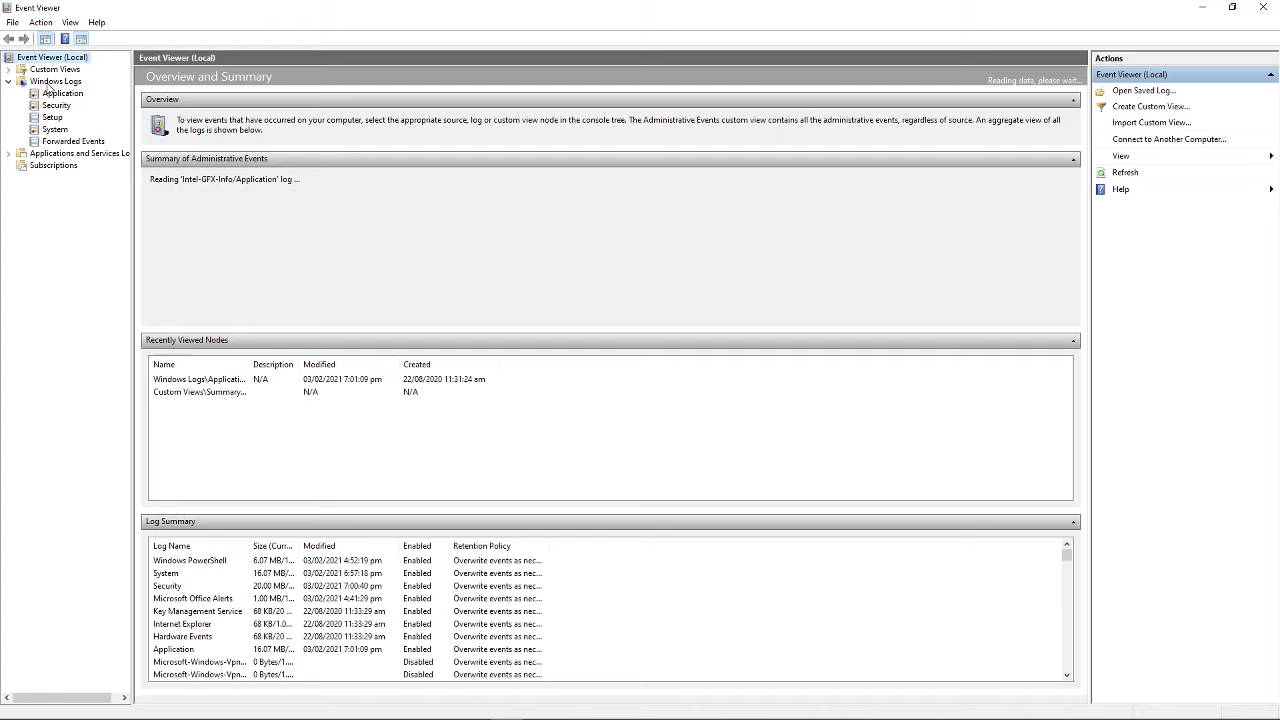 Event Viewer
File Action View Help
Event Viewer (Local)
Custom Views
Windows Logs
Application
Security
Setup
System
Forwarded Events
Applications and Services Lo
Subscriptions
Event Viewer (Local)
Overview and Summary
Reading data, please wait...
Overview
To view events that have occurred on your computer, select the appropriate source, log or custom view node in the console tree. The Administrative Events custom view contains all the administrative events, regardless of source. An aggregate view of
all the logs is shown below.
Summary of Administrative Events
Reading 'Intel-GFX-Info/Application' log ...
Recently Viewed Nodes
Name Description Modified Created
Windows Logs\Applicati... N/A 03/02/2021 7:01:09 pm 22/08/2020 11:31:24 am
Custom Views\Summary... N/A N/A
Log Summary
Log Name Size (Curr... Modified Enabled Retention Policy
Windows PowerShell 6.07 MB/1... 03/02/2021 4:52:19 pm Enabled Overwrite events as nec...
System 16.07 MB/... 03/02/2021 6:57:18 pm Enabled Overwrite events as nec...
Security 20.00 MB/... 03/02/2021 7:00:40 pm Enabled Overwrite events as nec...
Microsoft Office Alerts 1.00 MB/1... 03/02/2021 4:41:29 pm Enabled Overwrite events as nec...
Key Management Service 68 KB/20 ... 22/08/2020 11:33:29 am Enabled Overwrite events as nec...
Internet Explorer 68 KB/1.0... 22/08/2020 11:33:29 am Enabled Overwrite events as nec...
Hardware Events 68 KB/20 ... 22/08/2020 11:33:29 am Enabled Overwrite events as nec...
Application 16.07 MB/... 03/02/2021 7:01:09 pm Enabled Overwrite events as nec...
Microsoft-Windows-Vpn... 0 Bytes/1.... Disabled Overwrite events as nec...
Microsoft-Windows-Vpn... 0 Bytes/1.... Disabled Overwrite events as nec...
Actions
Event Viewer (Local)
Open Saved Log...
Create Custom View...
Import Custom View...
Connect to Another Computer...
View
Refresh
Help